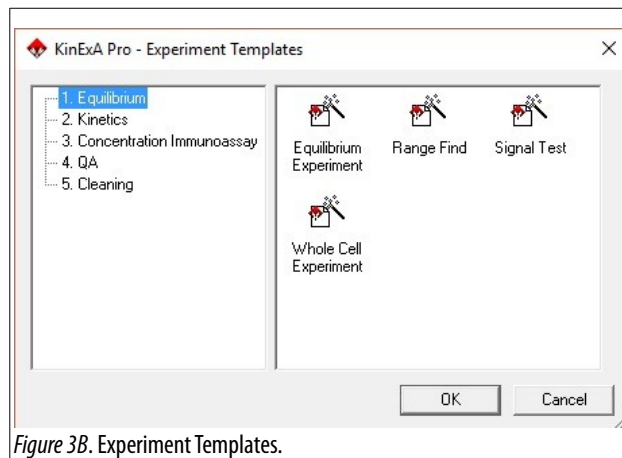 KinExA Pro - Experiment Templates
1. Equilibrium
2. Kinetics
3. Concentration Immunoassay
4. QA
5. Cleaning
Equilibrium
Experiment
Range Find
Signal Test
Whole Cell
Experiment
OK
Cancel
Figure 3B. Experiment Templates.